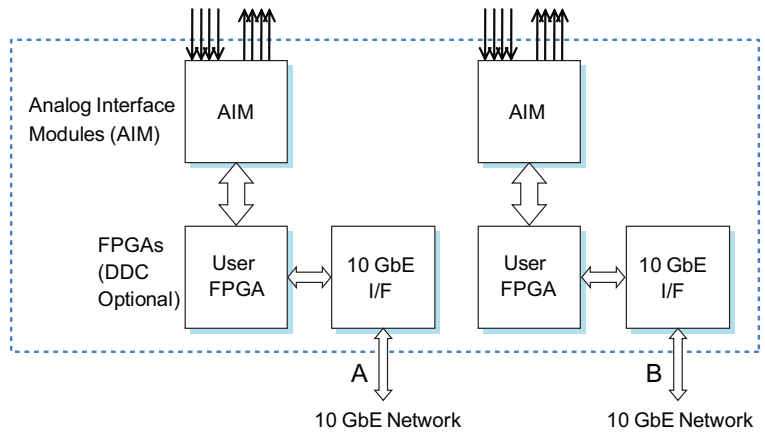 Analog Interface
Modules (AIM)
AIM
AIM
FPGAs
(DDC
Optional)
User
FPGA
10 GbE
I/F
User
FPGA
10 GbE
I/F
A
B
10 GbE Network
10 GbE Network